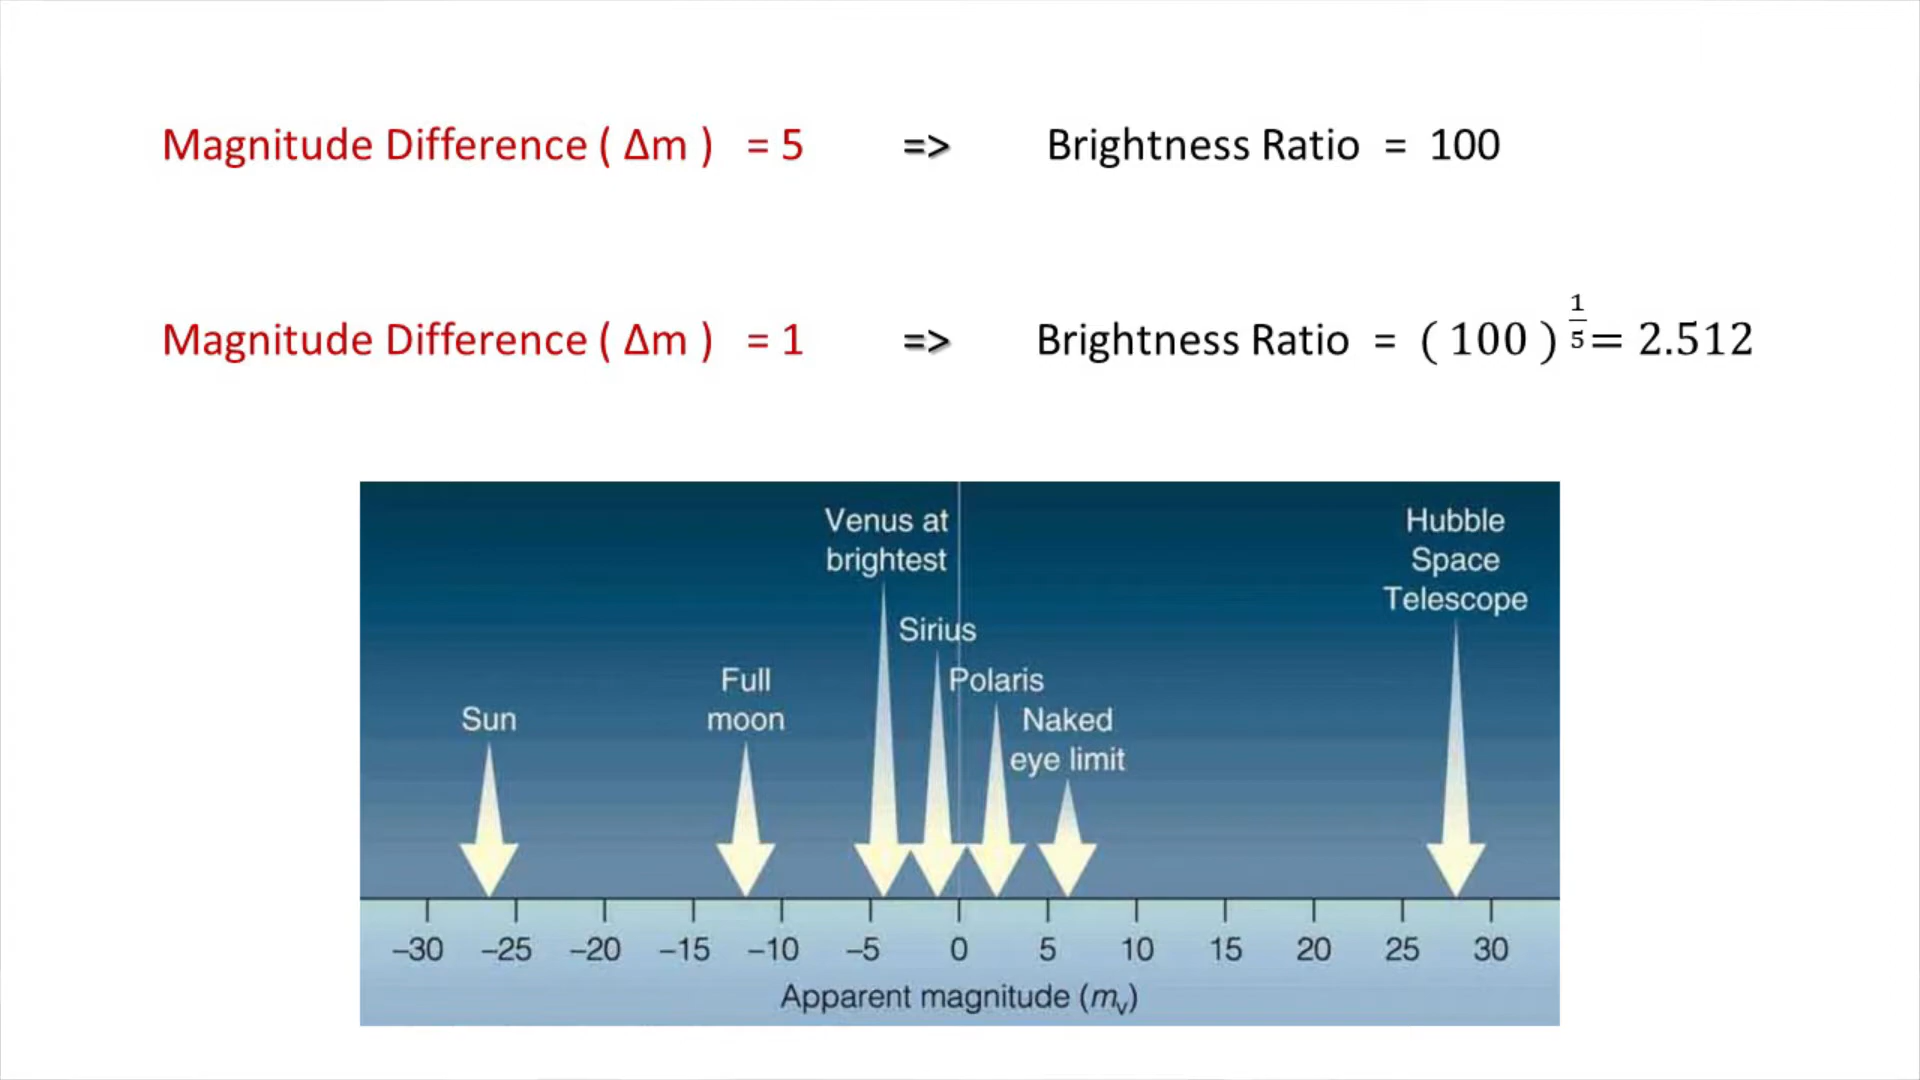 Magnitude Difference ( Δm ) = 5 => Brightness Ratio = 100
Magnitude Difference ( Δm ) = 1 => Brightness Ratio = ( 100 )^(1/5) = 2.512
Venus at
brightest
Hubble
Space
Telescope
Sirius
Full
moon
Polaris
Sun
Naked
eye limit
–30 –25 –20 –15 –10 –5 0 5 10 15 20 25 30
Apparent magnitude (mv)